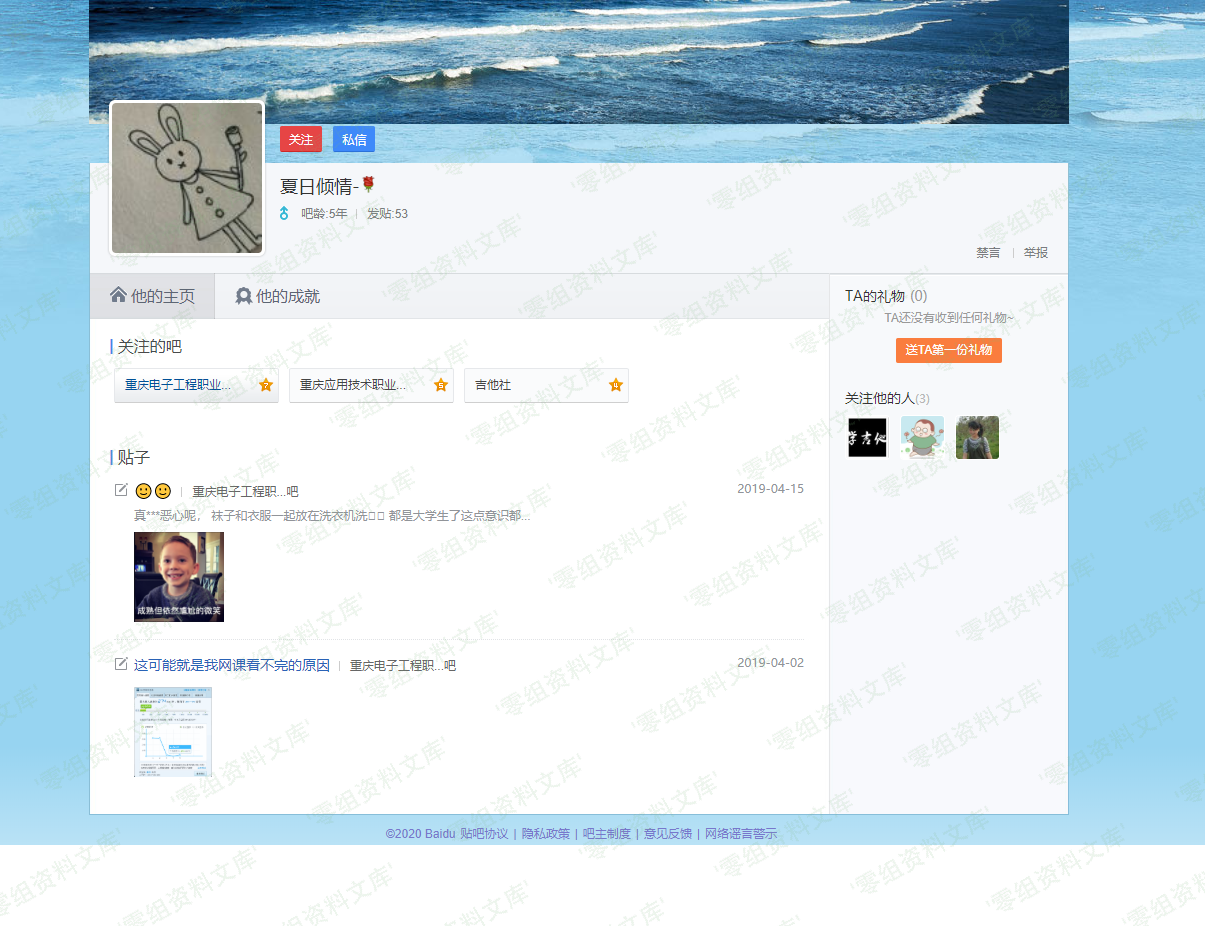 关注 私信
夏日倾情-🌹
吧龄:5年 | 发贴:53
禁言 | 举报
他的主页 他的成就
关注的吧
重庆电子工程职业... 重庆应用技术职业... 吉他社
贴子
重庆电子工程职...吧 2019-04-15
真***恶心呢， 袜子和衣服一起放在洗衣机洗 都是大学生了这点意识都...
成熟但依然尴尬的微笑
这可能就是我网课看不完的原因 | 重庆电子工程职...吧 2019-04-02
TA的礼物 (0)
TA还没有收到任何礼物~
送TA第一份礼物
关注他的人(3)
学吉他
©2020 Baidu 贴吧协议 | 隐私政策 | 吧主制度 | 意见反馈 | 网络谣言警示
零组资料文库